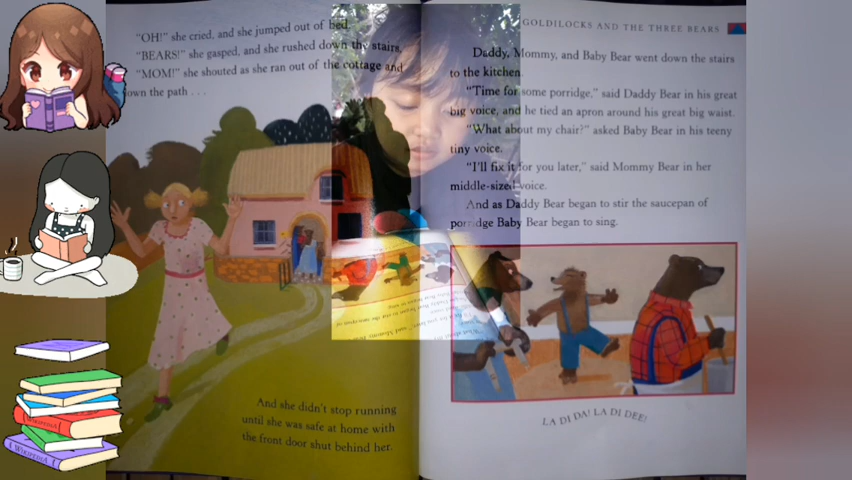 "OH!" she cried, and she jumped out of bed.
"BEARS!" she gasped, and she rushed down the stairs.
"MOM!" she shouted as she ran out of the cottage and
down the path . . .
And she didn't stop running
until she was safe at home with
the front door shut behind her.
GOLDILOCKS AND THE THREE BEARS
Daddy, Mommy, and Baby Bear went down the stairs
to the kitchen.
"Time for some porridge," said Daddy Bear in his great
big voice, and he tied an apron around his great big waist.
"What about my chair?" asked Baby Bear in his teeny
tiny voice.
"I'll fix it for you later," said Mommy Bear in her
middle-sized voice.
And as Daddy Bear began to stir the saucepan of
porridge Baby Bear began to sing.
LA DI DA! LA DI DEE!
WIKIPEDIA
WIKIPEDIA